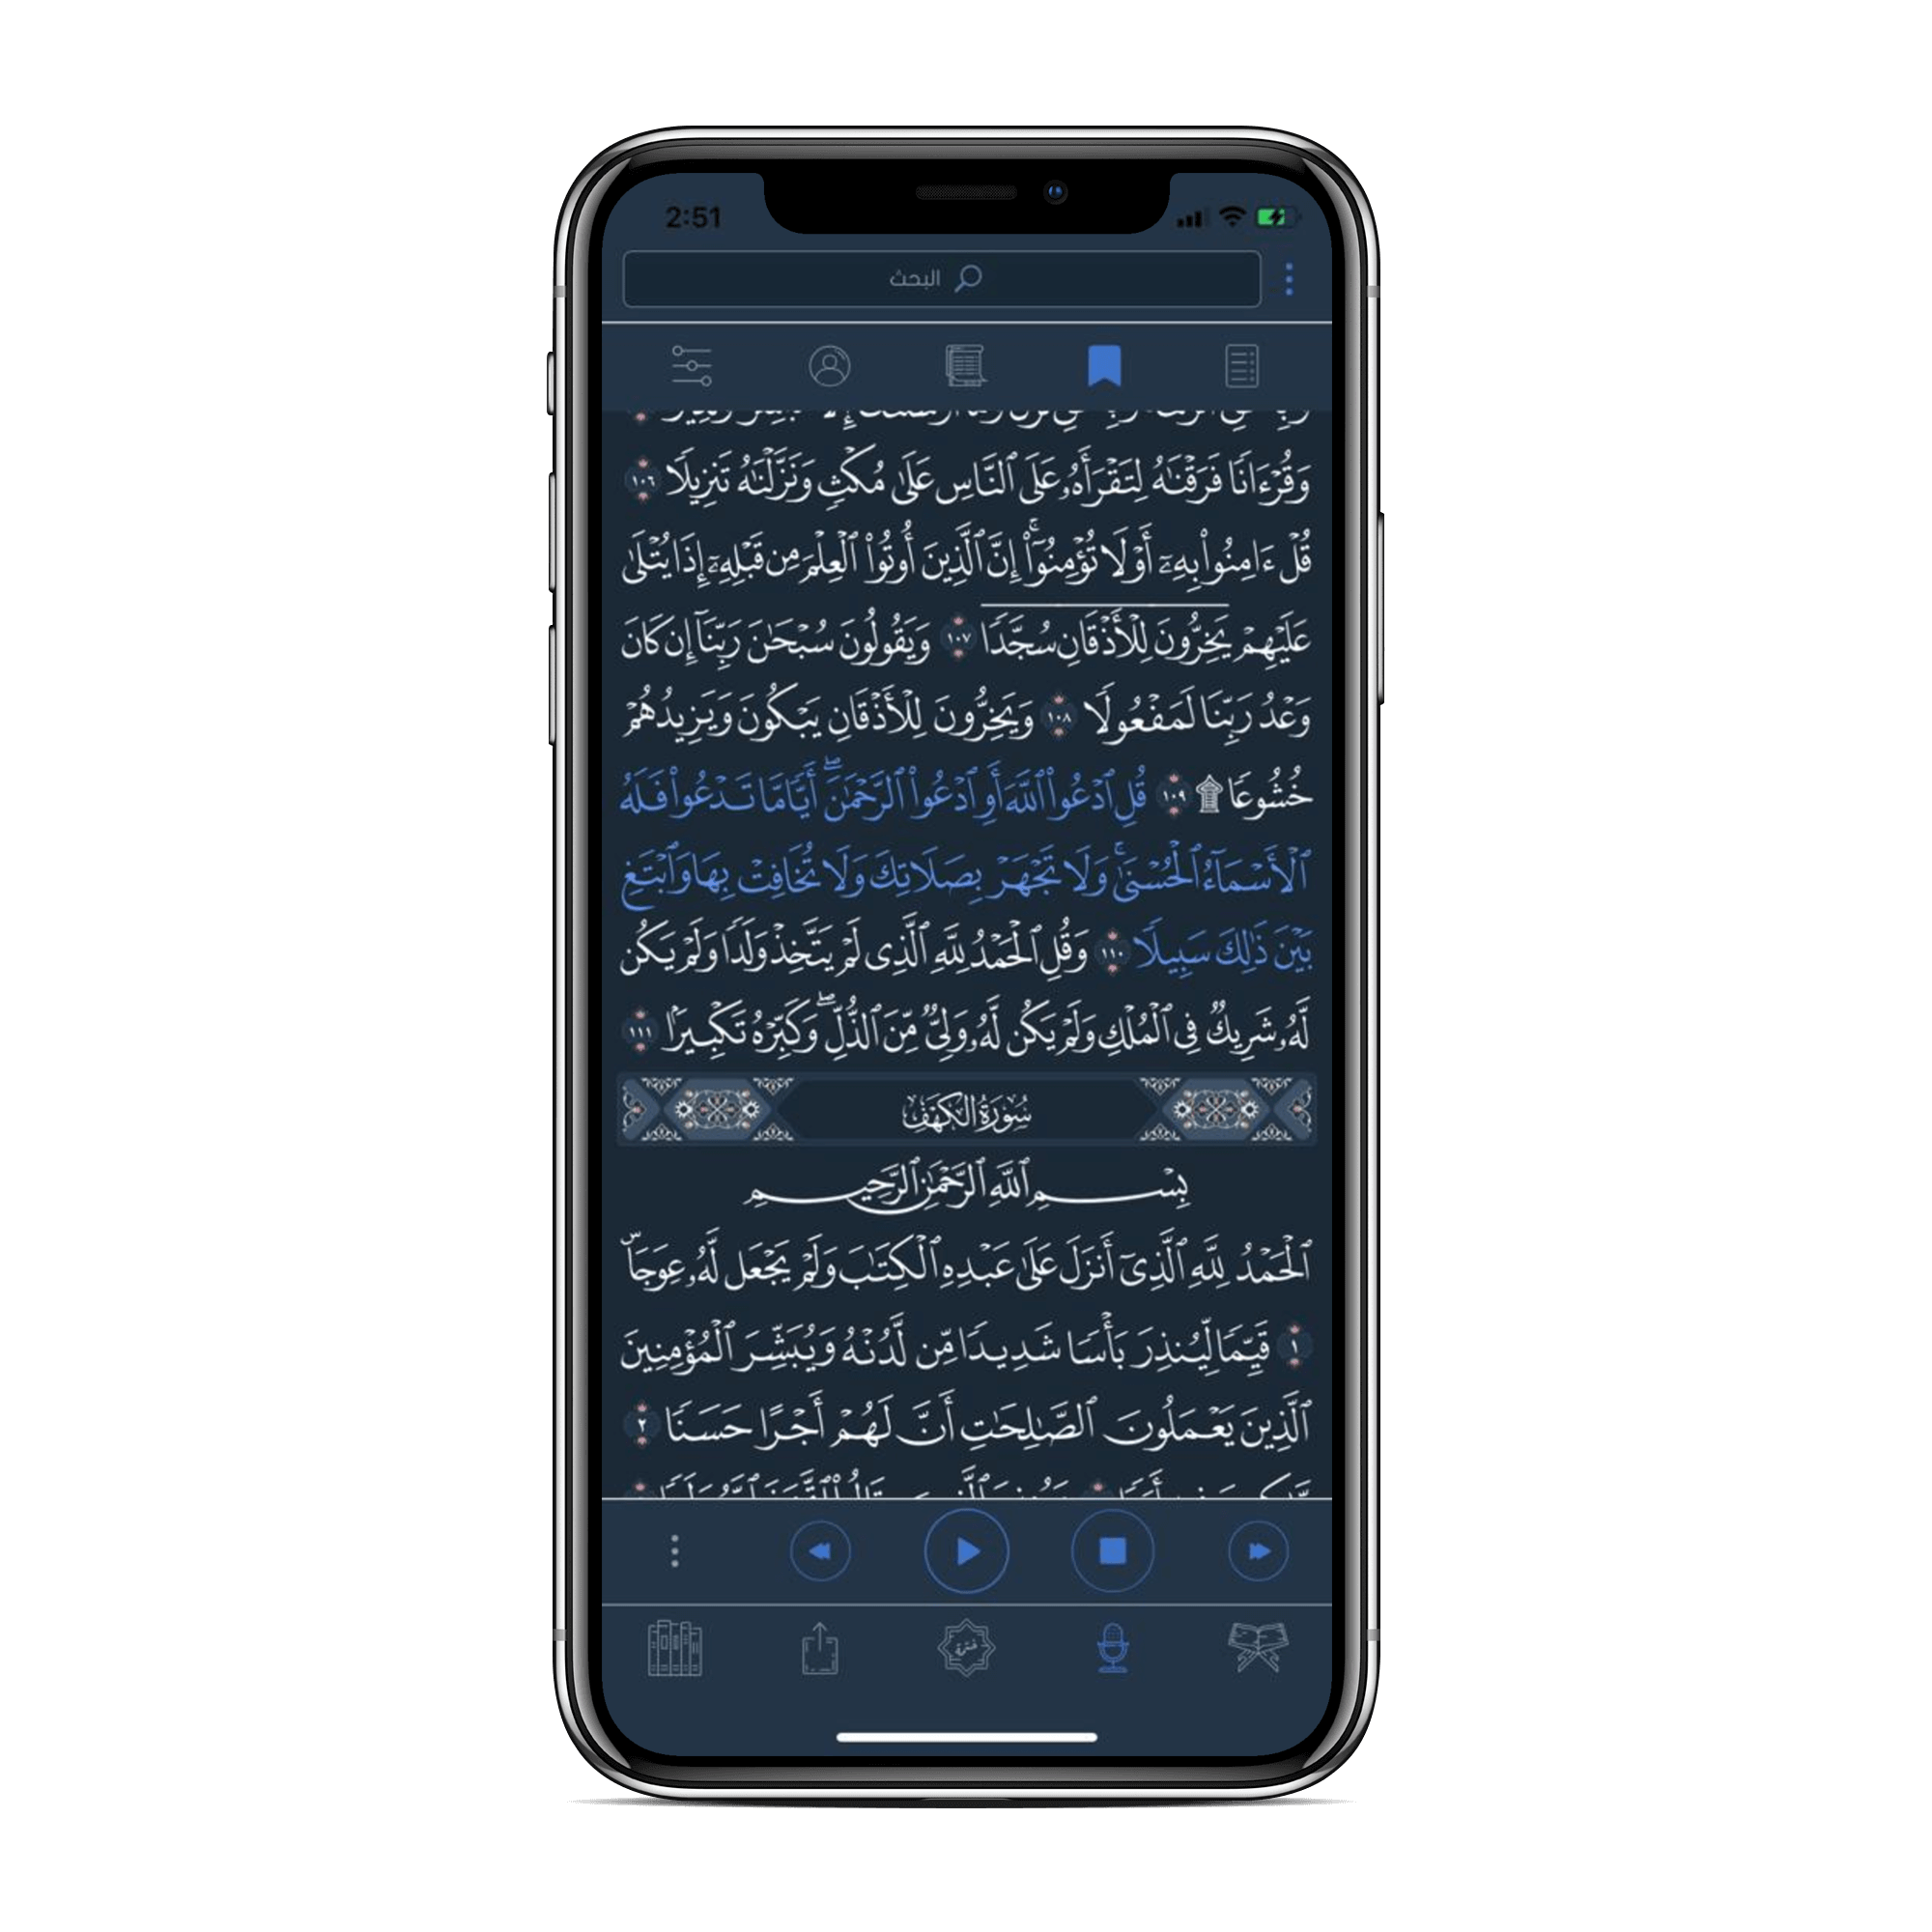 2:51
البحث
وَقُرْءَانًا فَرَقْنَٰهُ لِتَقْرَأَهُۥ عَلَى ٱلنَّاسِ عَلَىٰ مُكْثٍ وَنَزَّلْنَٰهُ تَنزِيلًا ١٠٦
قُلْ ءَامِنُوا۟ بِهِۦٓ أَوْ لَا تُؤْمِنُوٓا۟ ۚ إِنَّ ٱلَّذِينَ أُوتُوا۟ ٱلْعِلْمَ مِن قَبْلِهِۦٓ إِذَا يُتْلَىٰ
عَلَيْهِمْ يَخِرُّونَ لِلْأَذْقَانِ سُجَّدًا ١٠٧ وَيَقُولُونَ سُبْحَٰنَ رَبِّنَآ إِن كَانَ
وَعْدُ رَبِّنَا لَمَفْعُولًا ١٠٨ وَيَخِرُّونَ لِلْأَذْقَانِ يَبْكُونَ وَيَزِيدُهُمْ
خُشُوعًا ۩ ١٠٩ قُلِ ٱدْعُوا۟ ٱللَّهَ أَوِ ٱدْعُوا۟ ٱلرَّحْمَٰنَ ۖ أَيًّا مَّا تَدْعُوا۟ فَلَهُ
ٱلْأَسْمَآءُ ٱلْحُسْنَىٰ ۚ وَلَا تَجْهَرْ بِصَلَاتِكَ وَلَا تُخَافِتْ بِهَا وَٱبْتَغِ
بَيْنَ ذَٰلِكَ سَبِيلًا ١١٠ وَقُلِ ٱلْحَمْدُ لِلَّهِ ٱلَّذِى لَمْ يَتَّخِذْ وَلَدًا وَلَمْ يَكُن
لَّهُۥ شَرِيكٌ فِى ٱلْمُلْكِ وَلَمْ يَكُن لَّهُۥ وَلِىٌّ مِّنَ ٱلذُّلِّ ۖ وَكَبِّرْهُ تَكْبِيرًۢا ١١١
سُورَةُ الكَهْفِ
بِسْمِ ٱللَّهِ ٱلرَّحْمَٰنِ ٱلرَّحِيمِ
ٱلْحَمْدُ لِلَّهِ ٱلَّذِىٓ أَنزَلَ عَلَىٰ عَبْدِهِ ٱلْكِتَٰبَ وَلَمْ يَجْعَل لَّهُۥ عِوَجَاۜ
١ قَيِّمًا لِّيُنذِرَ بَأْسًا شَدِيدًا مِّن لَّدُنْهُ وَيُبَشِّرَ ٱلْمُؤْمِنِينَ
ٱلَّذِينَ يَعْمَلُونَ ٱلصَّٰلِحَٰتِ أَنَّ لَهُمْ أَجْرًا حَسَنًا ٢